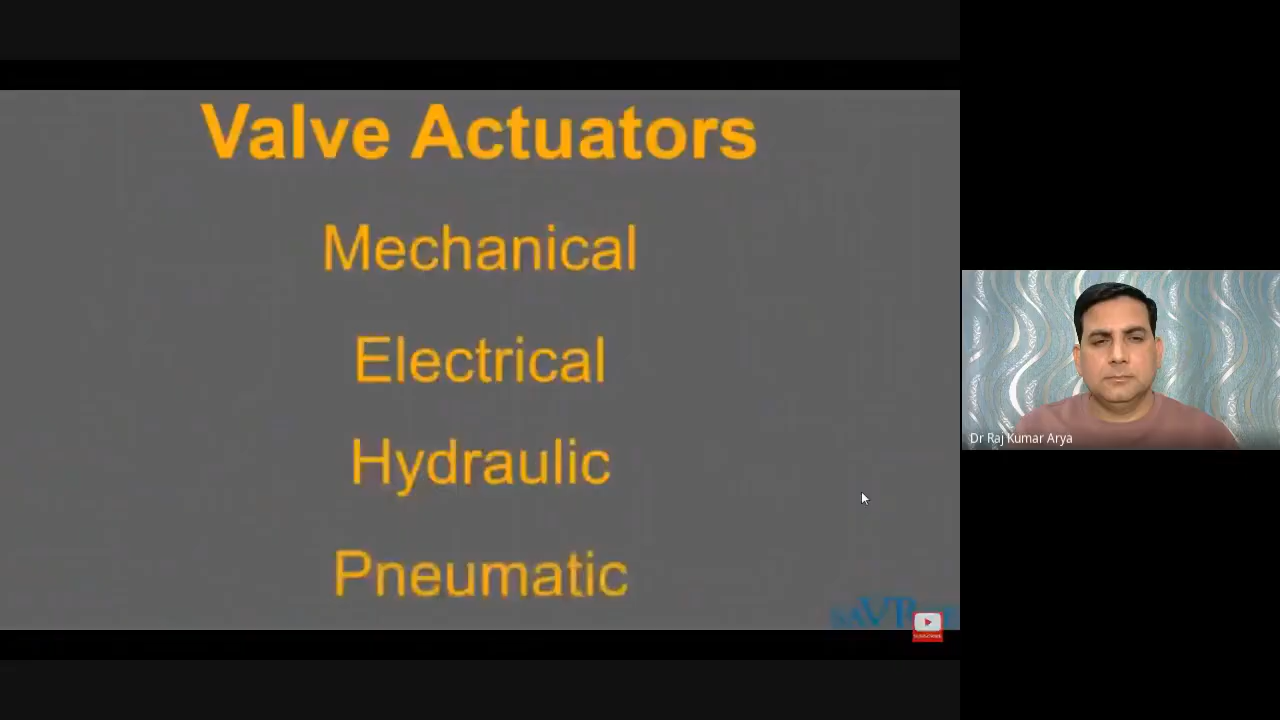 Valve Actuators
Mechanical
Electrical
Hydraulic
Pneumatic
Dr Raj Kumar Arya